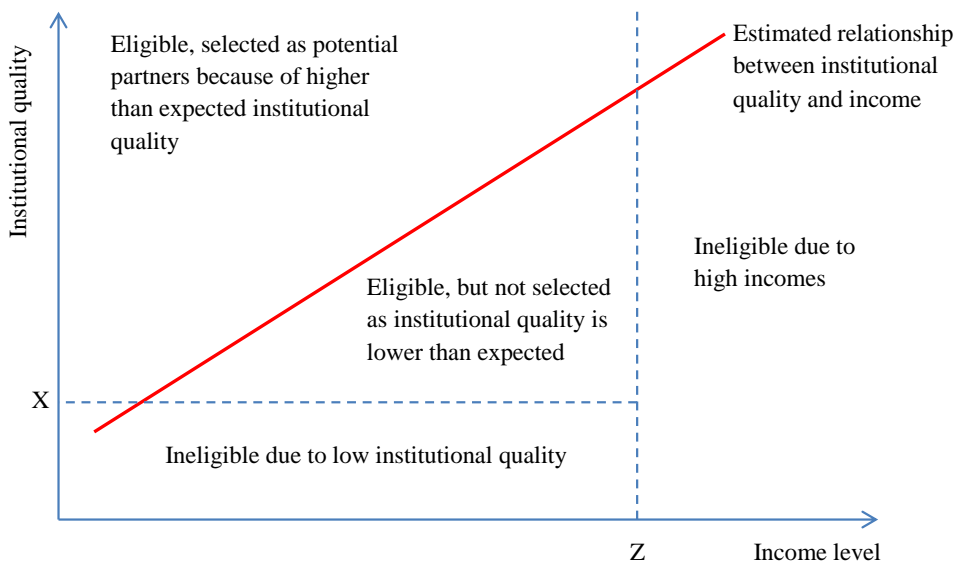 Institutional quality
Eligible, selected as potential
partners because of higher
than expected institutional
quality
Estimated relationship
between institutional
quality and income
Ineligible due to
high incomes
Eligible, but not selected
as institutional quality is
lower than expected
X
Ineligible due to low institutional quality
Z
Income level